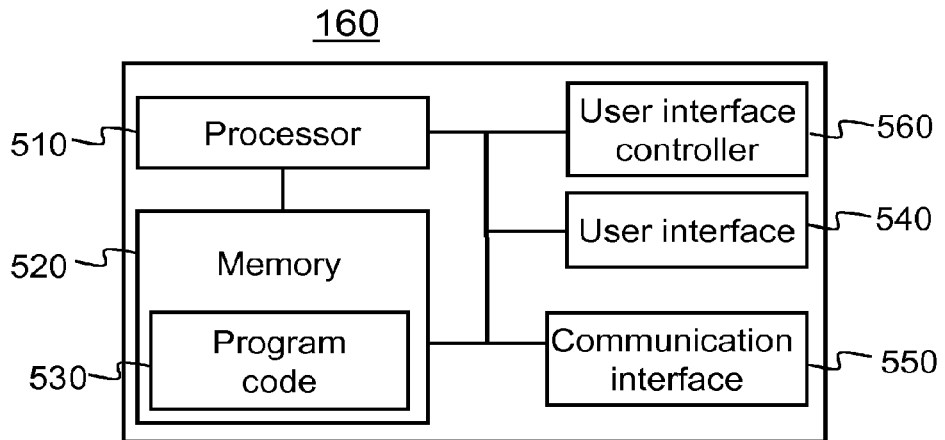 160
510
Processor
User interface
controller
560
520
Memory
User interface
540
530
Program
code
Communication
interface
550